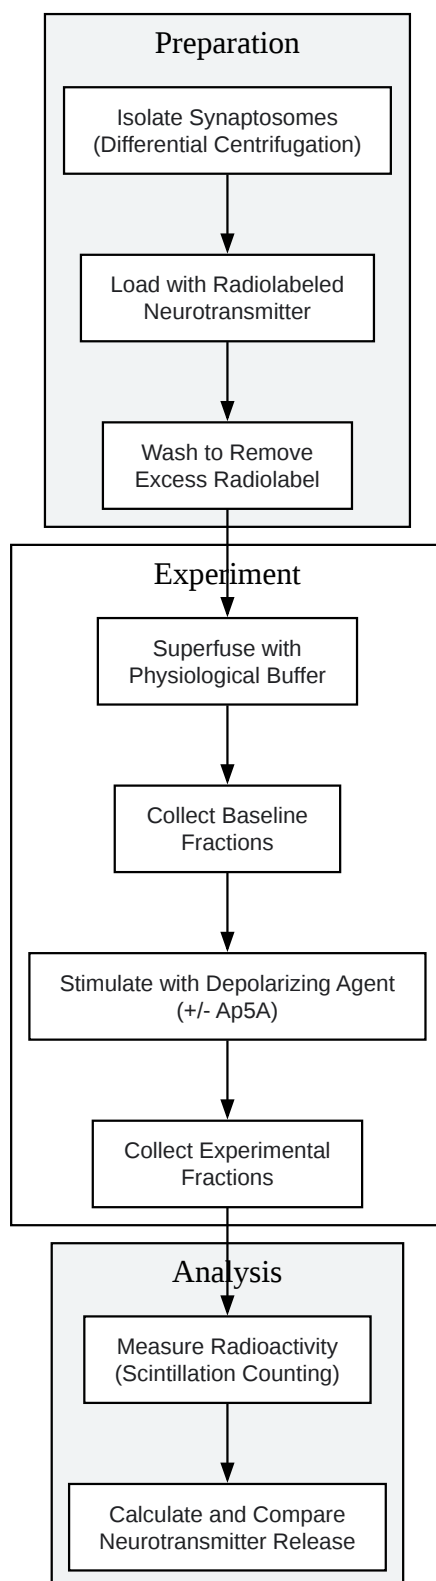 Preparation
Isolate Synaptosomes
(Differential Centrifugation)
Load with Radiolabeled
Neurotransmitter
Wash to Remove
Excess Radiolabel
Experiment
Superfuse with
Physiological Buffer
Collect Baseline
Fractions
Stimulate with Depolarizing Agent
(+/- Ap5A)
Collect Experimental
Fractions
Analysis
Measure Radioactivity
(Scintillation Counting)
Calculate and Compare
Neurotransmitter Release